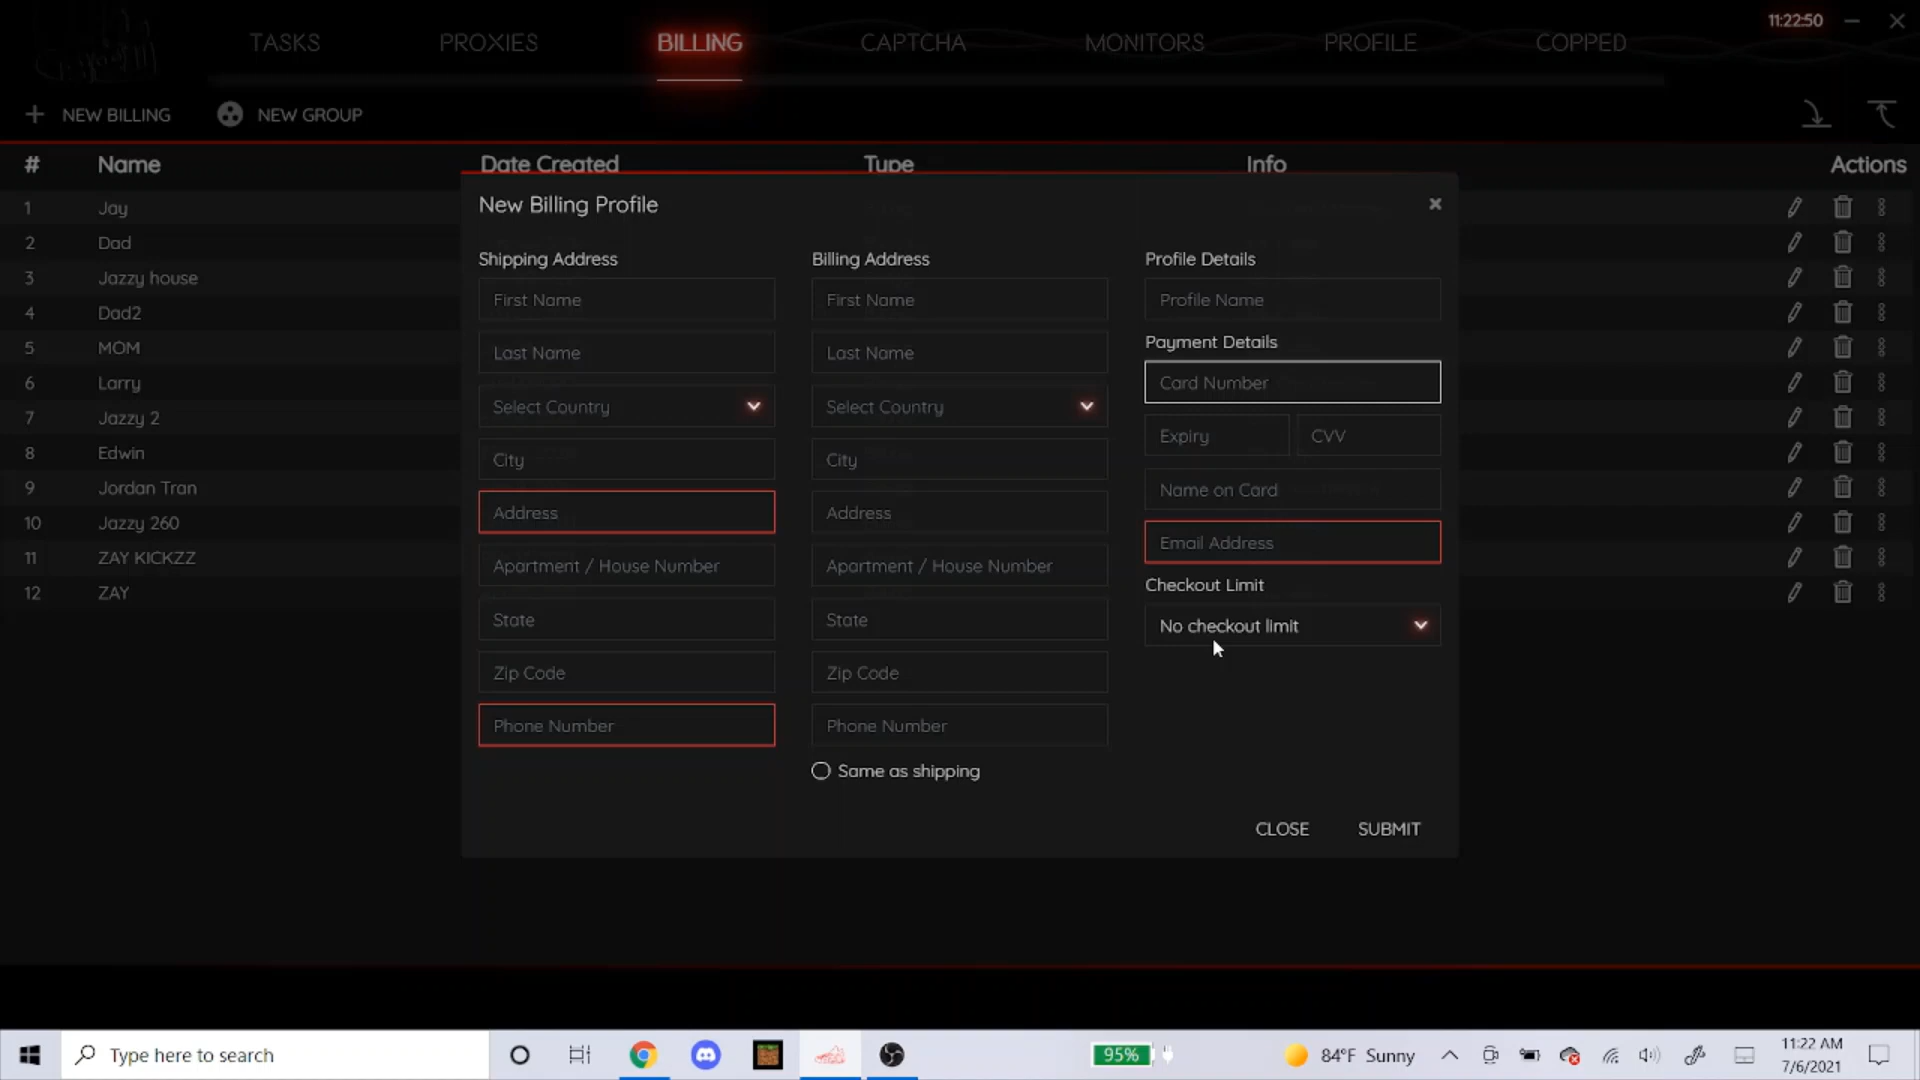 11:22:50
TASKS PROXIES BILLING CAPTCHA MONITORS PROFILE COPPED
NEW BILLING NEW GROUP
# Name Date Created Type Info Actions
1 Jay
2 Dad
3 Jazzy house
4 Dad2
5 MOM
6 Larry
7 Jazzy 2
8 Edwin
9 Jordan Tran
10 Jazzy 260
11 ZAY KICKZZ
12 ZAY
New Billing Profile
Shipping Address
First Name
Last Name
Select Country
City
Address
Apartment / House Number
State
Zip Code
Phone Number
Billing Address
First Name
Last Name
Select Country
City
Address
Apartment / House Number
State
Zip Code
Phone Number
Same as shipping
Profile Details
Profile Name
Payment Details
Card Number
Expiry CVV
Name on Card
Email Address
Checkout Limit
No checkout limit
CLOSE SUBMIT
Type here to search
95%
84°F Sunny
11:22 AM
7/6/2021